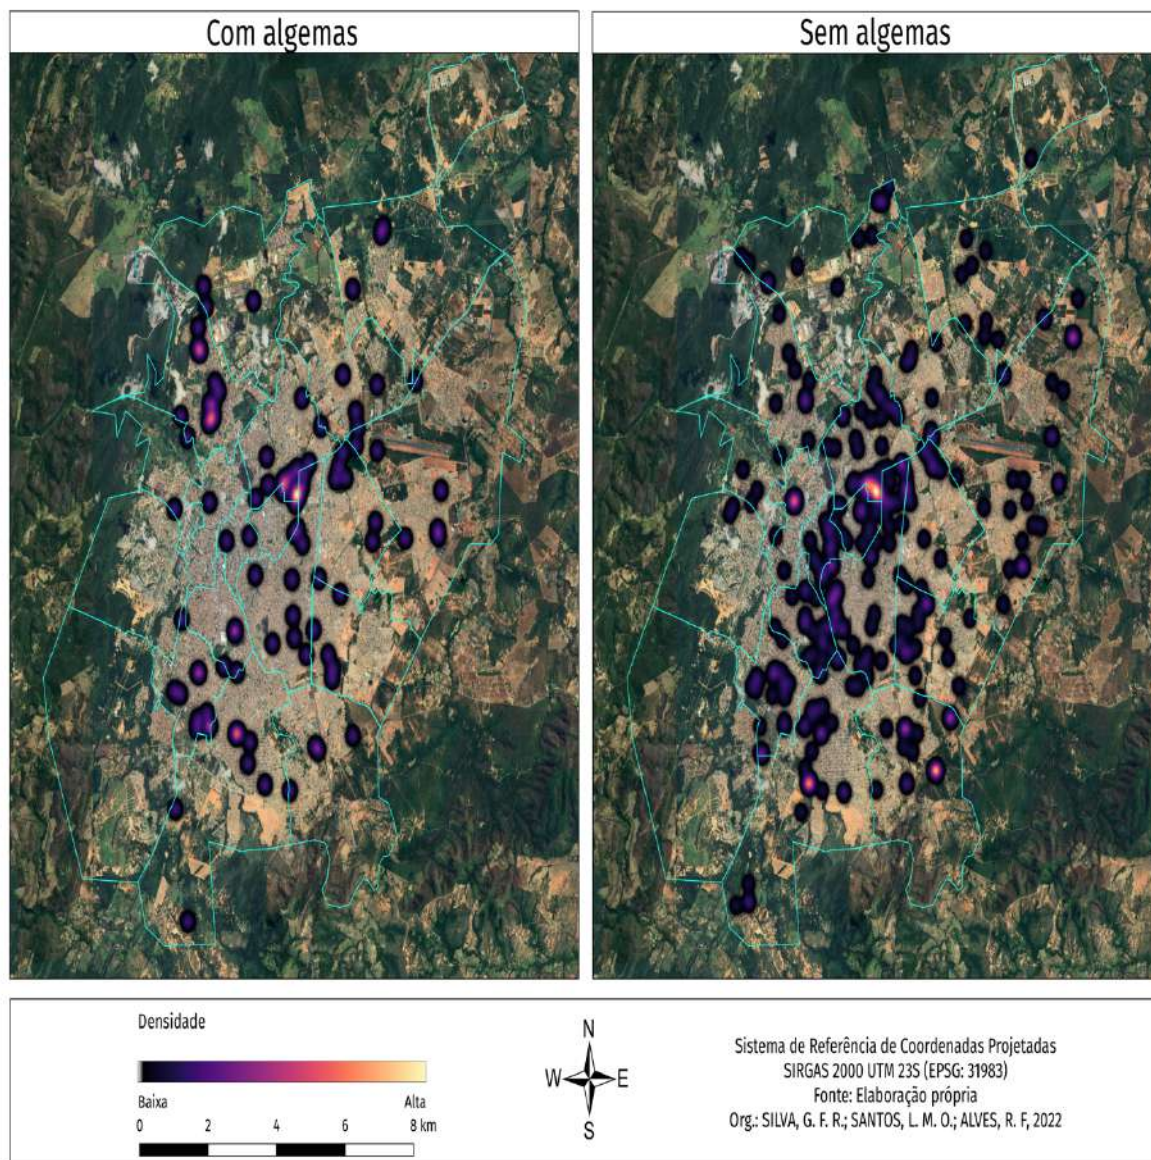 Com algemas
Sem algemas
Densidade
Baixa
Alta
0
2
4
6
8 km
N
W
E
S
Sistema de Referência de Coordenadas Projetadas
SIRGAS 2000 UTM 23S (EPSG: 31983)
Fonte: Elaboração própria
Org.: SILVA, G. F. R.; SANTOS, L. M. O.; ALVES, R. F, 2022